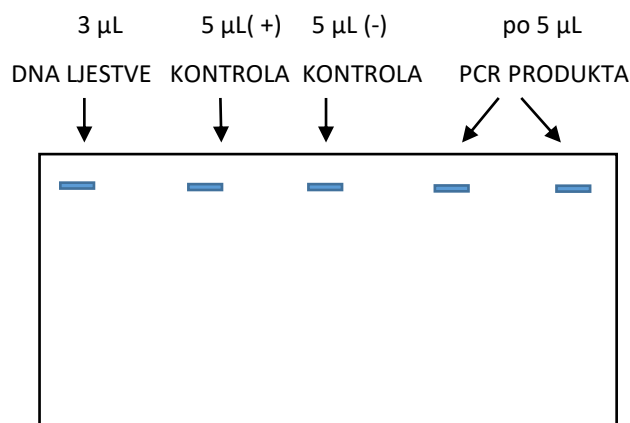 3 µL 5 µL( +) 5 µL (-) po 5 µL
DNA LJESTVE KONTROLA KONTROLA PCR PRODUKTA